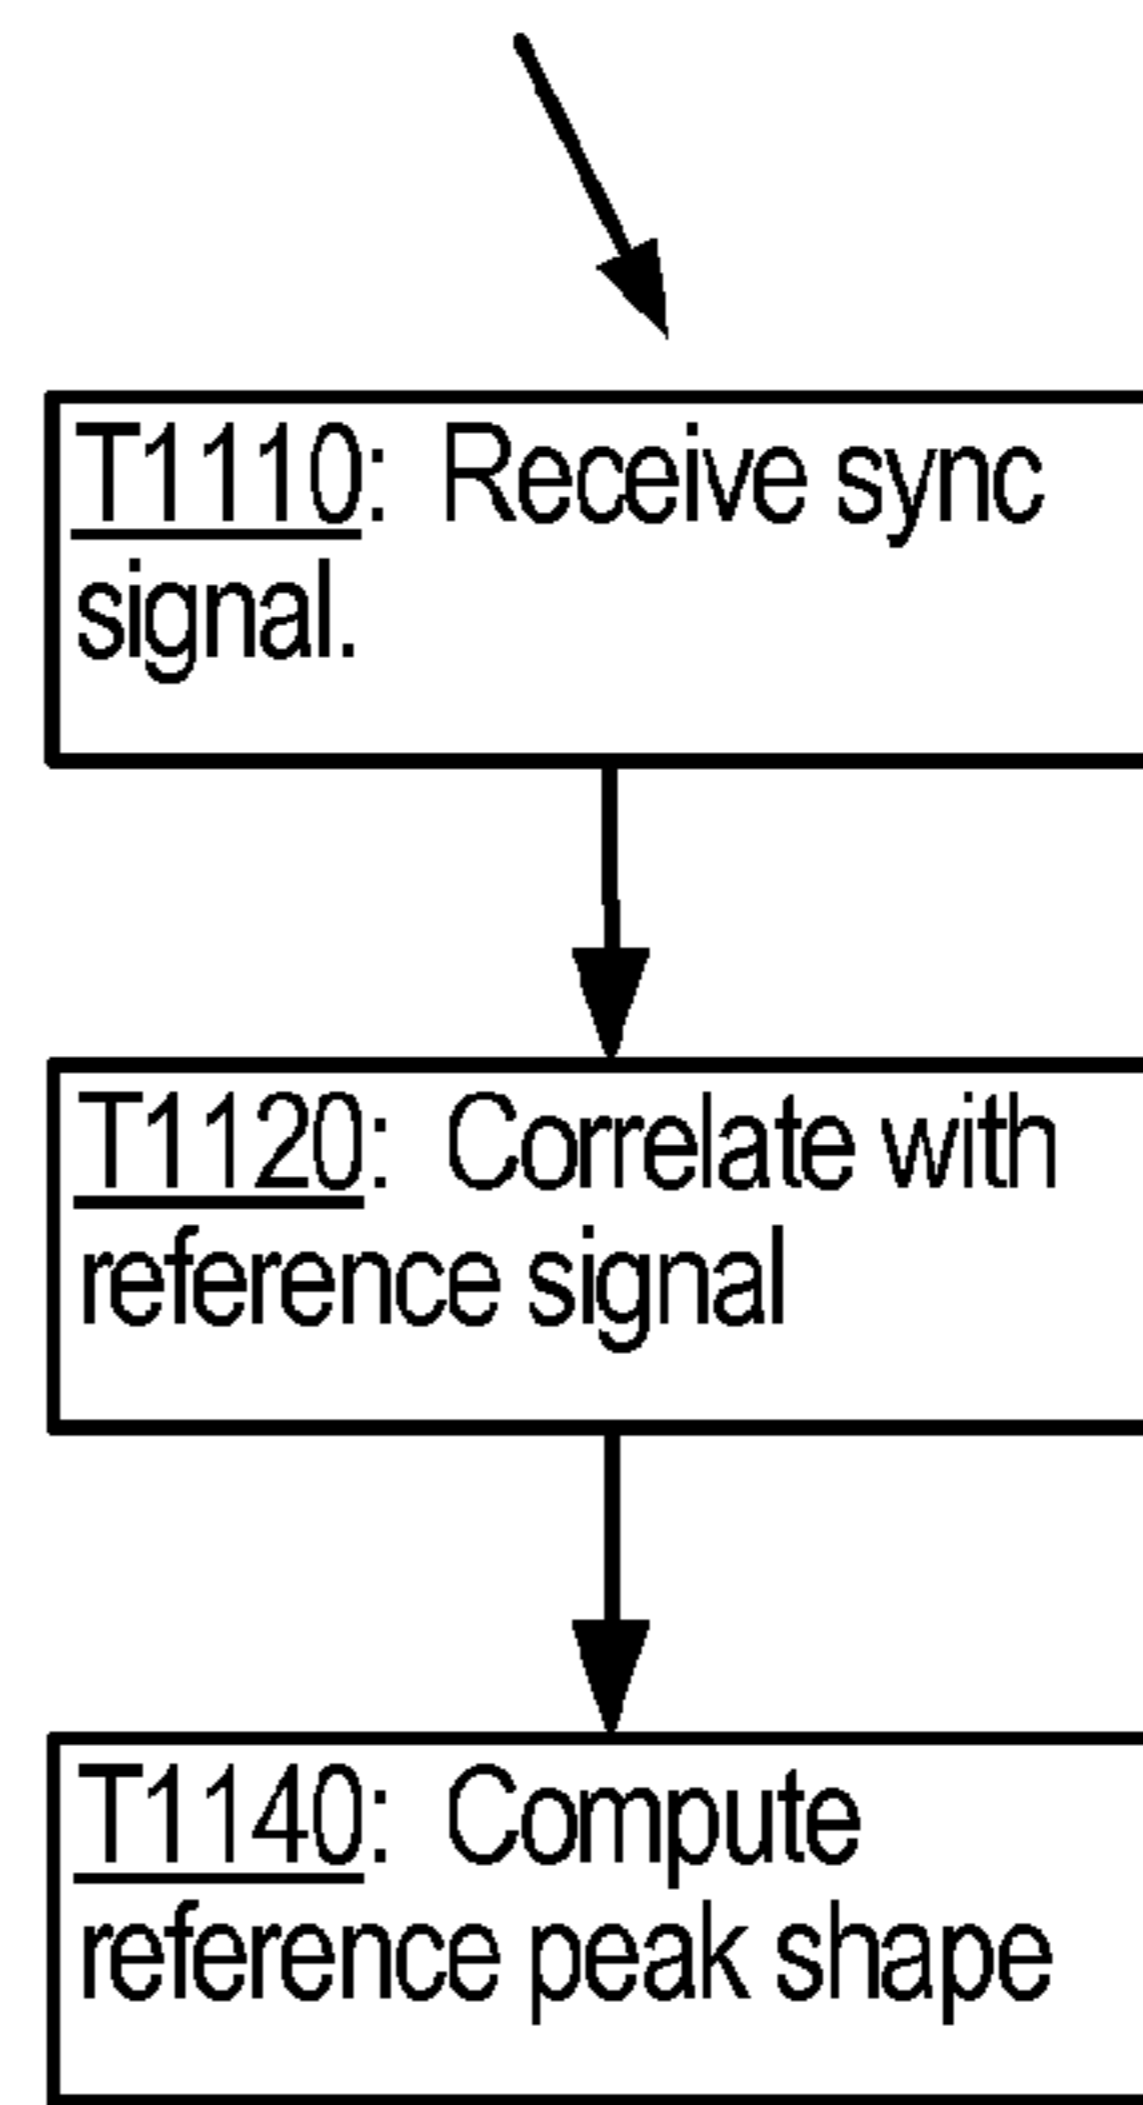 T1110: Receive sync
signal.
T1120: Correlate with
reference signal
T1140: Compute
reference peak shape